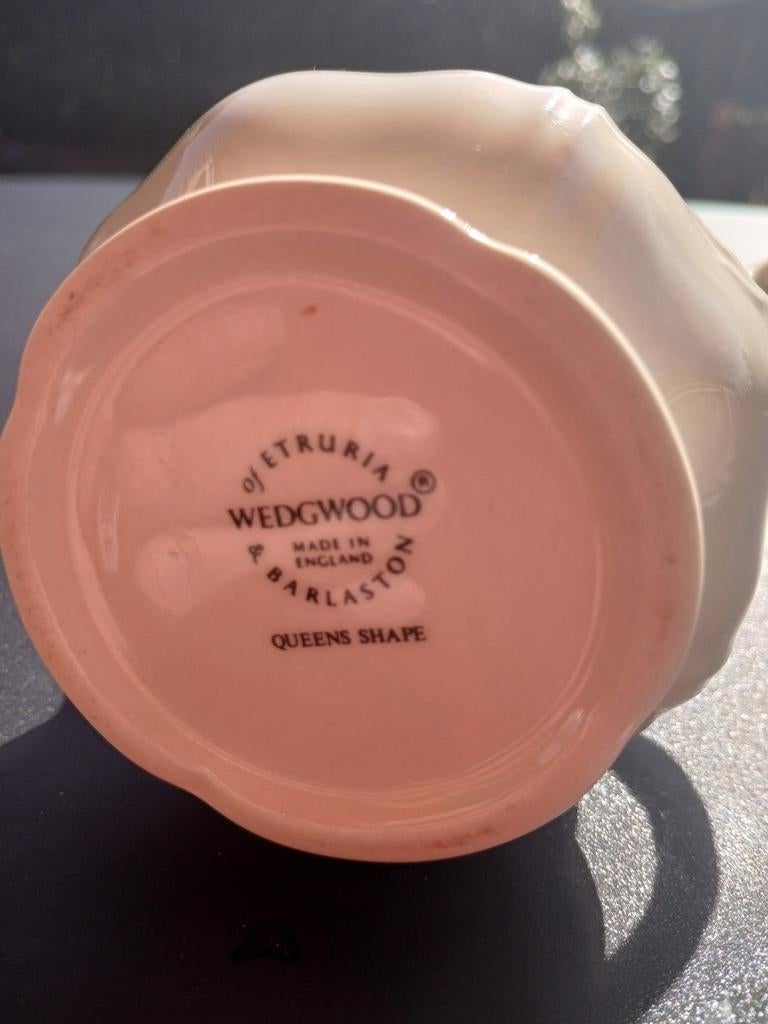 of ETRURIA
WEDGWOOD ®
MADE IN
ENGLAND
& BARLASTON
QUEENS SHAPE